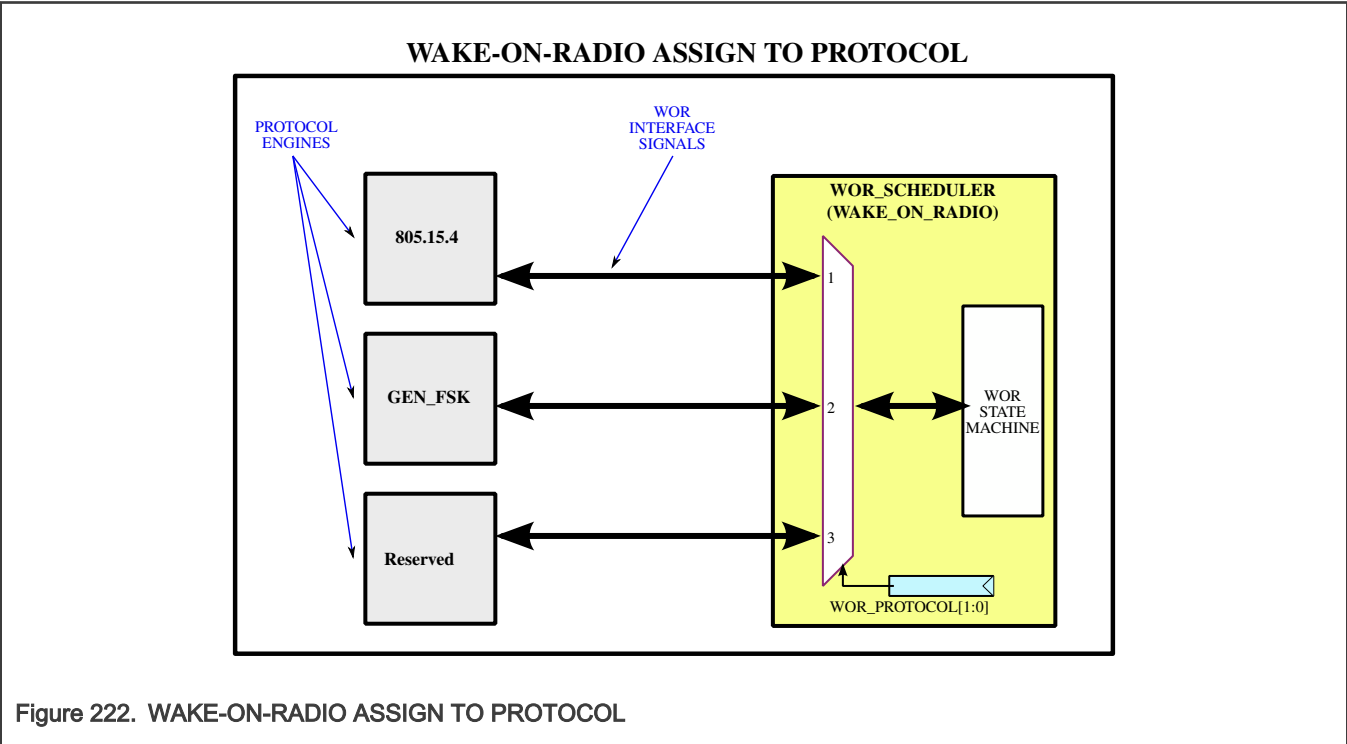 WAKE-ON-RADIO ASSIGN TO PROTOCOL
PROTOCOL
ENGINES
WOR
INTERFACE
SIGNALS
805.15.4
GEN_FSK
Reserved
WOR_SCHEDULER
(WAKE_ON_RADIO)
1
2
3
WOR
STATE
MACHINE
WOR_PROTOCOL[1:0]
Figure 222. WAKE-ON-RADIO ASSIGN TO PROTOCOL